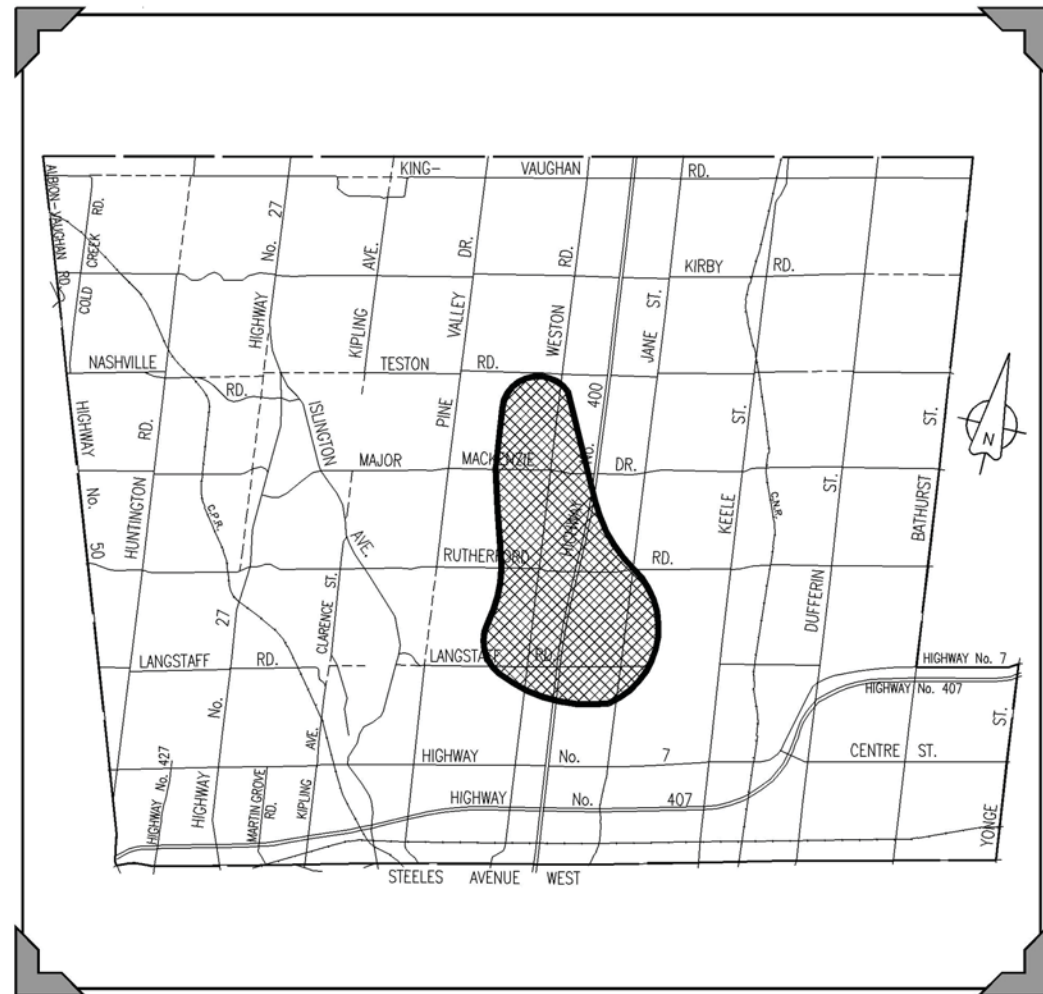 KING– VAUGHAN RD.
ALBION–VAUGHAN RD.
COLD CREEK RD.
HIGHWAY No. 27
KIPLING AVE.
PINE VALLEY DR.
WESTON RD.
400
JANE ST.
KIRBY RD.
NASHVILLE RD.
TESTON RD.
HIGHWAY No. 50
HUNTINGTON RD.
ISLINGTON AVE.
MAJOR MACKENZIE DR.
HIGHWAY No.
KEELE ST.
C.N.R.
DUFFERIN ST.
BATHURST ST.
N
C.P.R.
RUTHERFORD RD.
CLARENCE ST.
LANGSTAFF RD.
LANGSTAFF RD.
HIGHWAY No. 27
HIGHWAY No. 7
HIGHWAY No. 407
HIGHWAY No. 7
CENTRE ST.
HIGHWAY No. 427
MARTIN GROVE RD.
KIPLING AVE.
HIGHWAY No. 407
YONGE ST.
STEELES AVENUE WEST